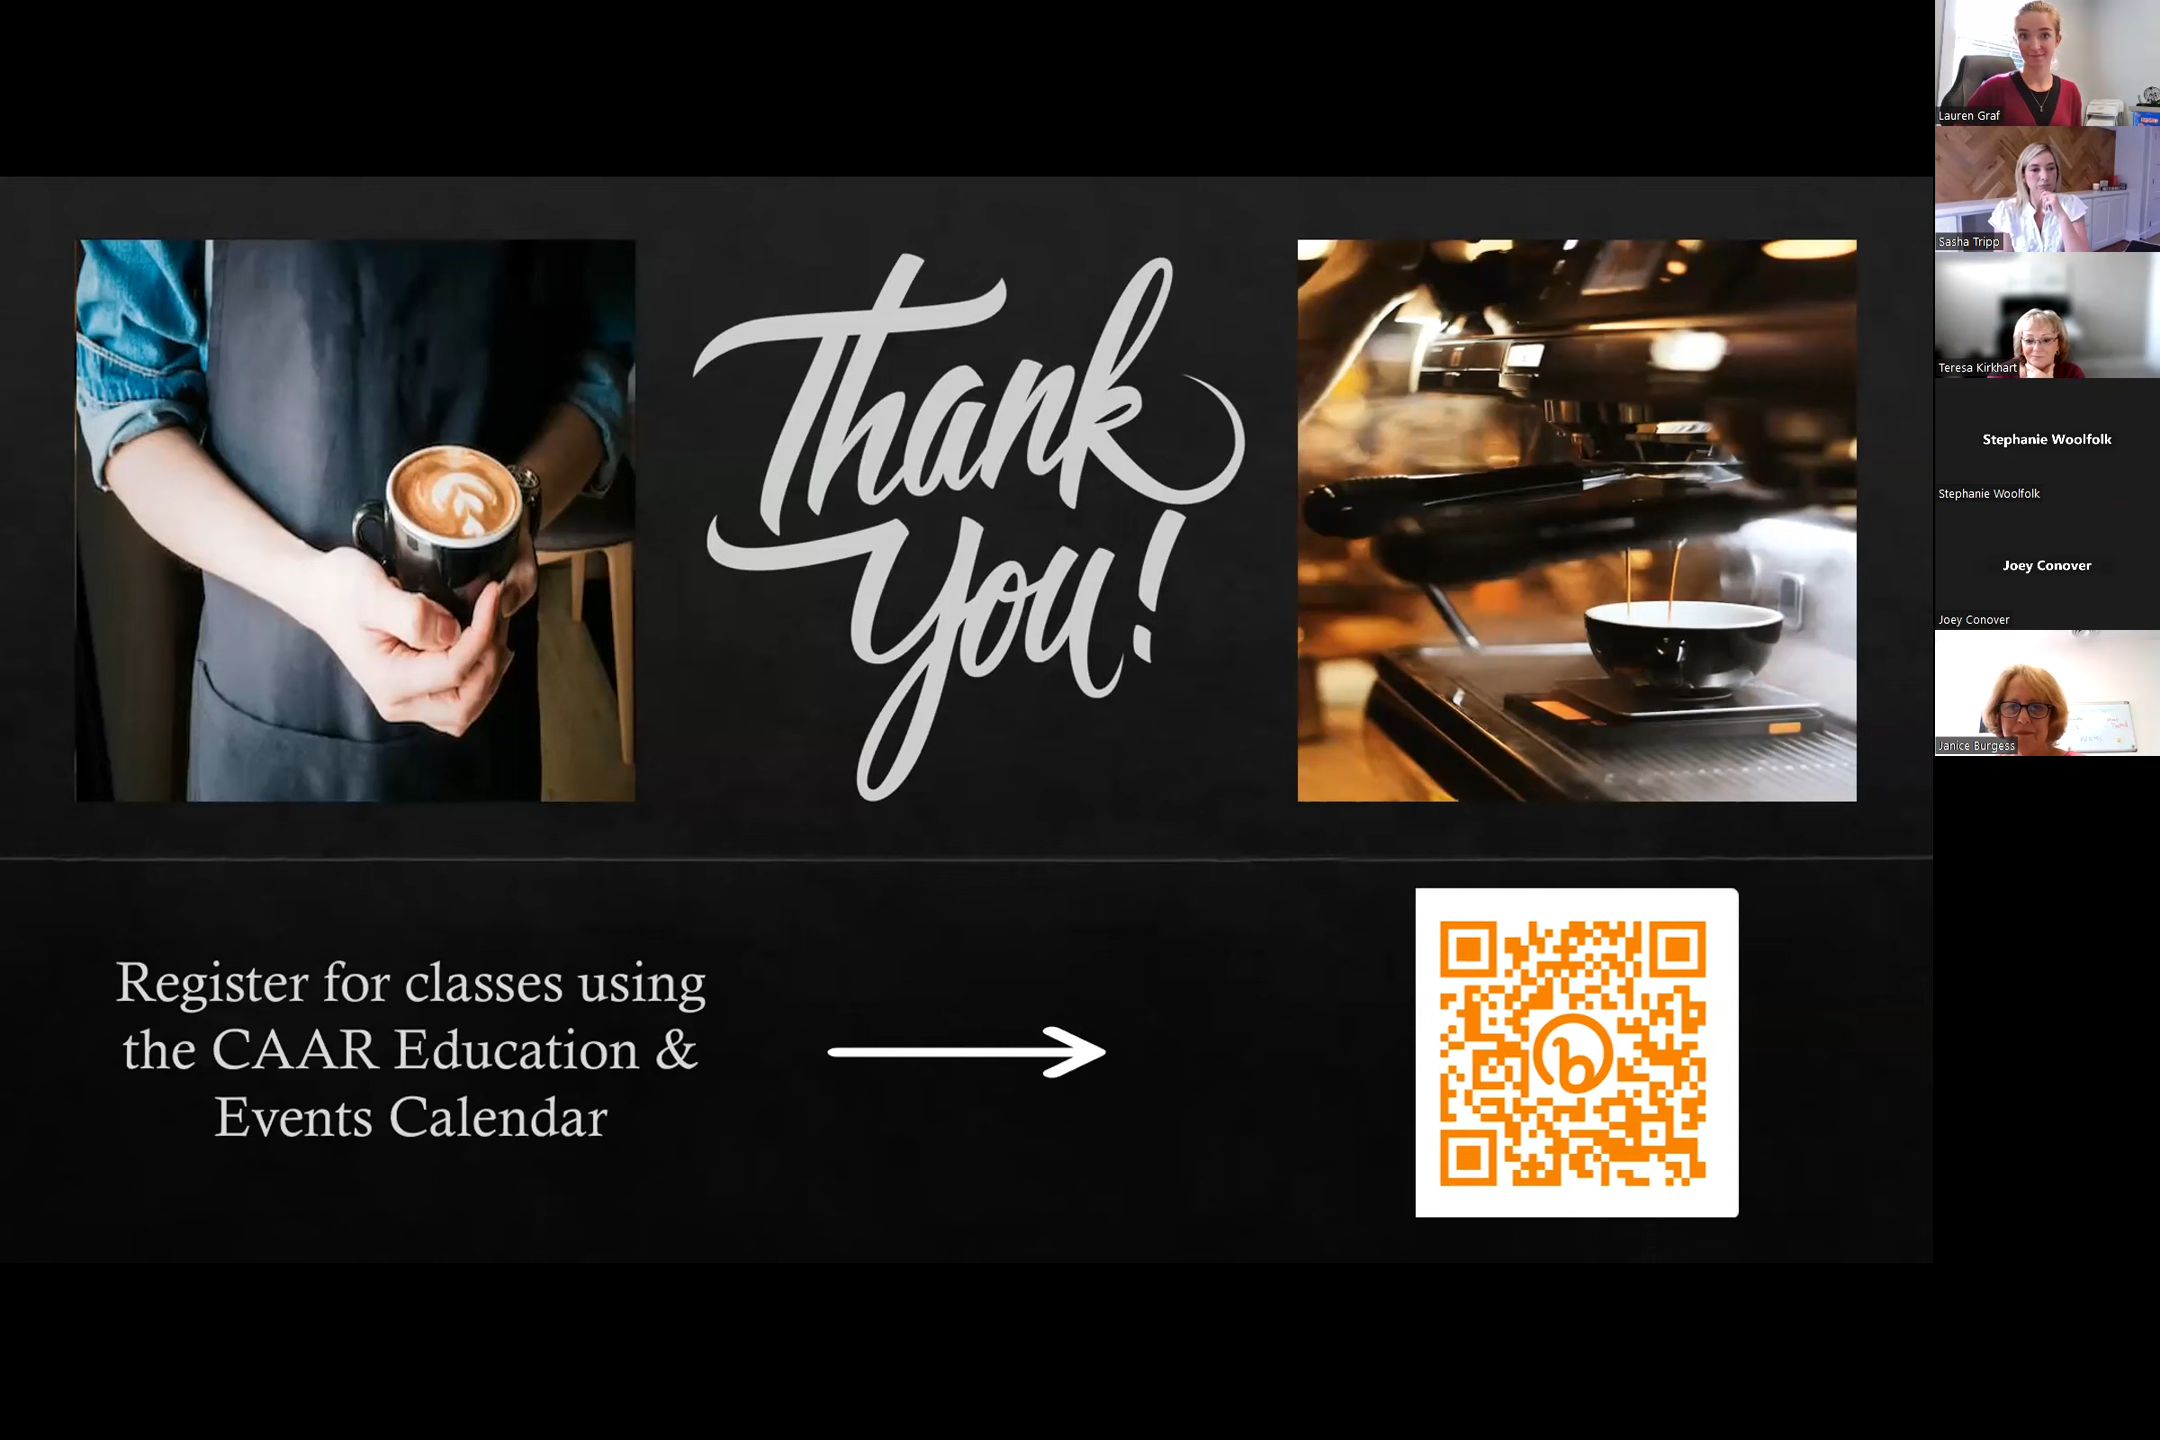 Thank
You!
Register for classes using
the CAAR Education &
Events Calendar
b
Lauren Graf
Sasha Tripp
Teresa Kirkhart
Stephanie Woolfolk
Stephanie Woolfolk
Joey Conover
Joey Conover
Janice Burgess